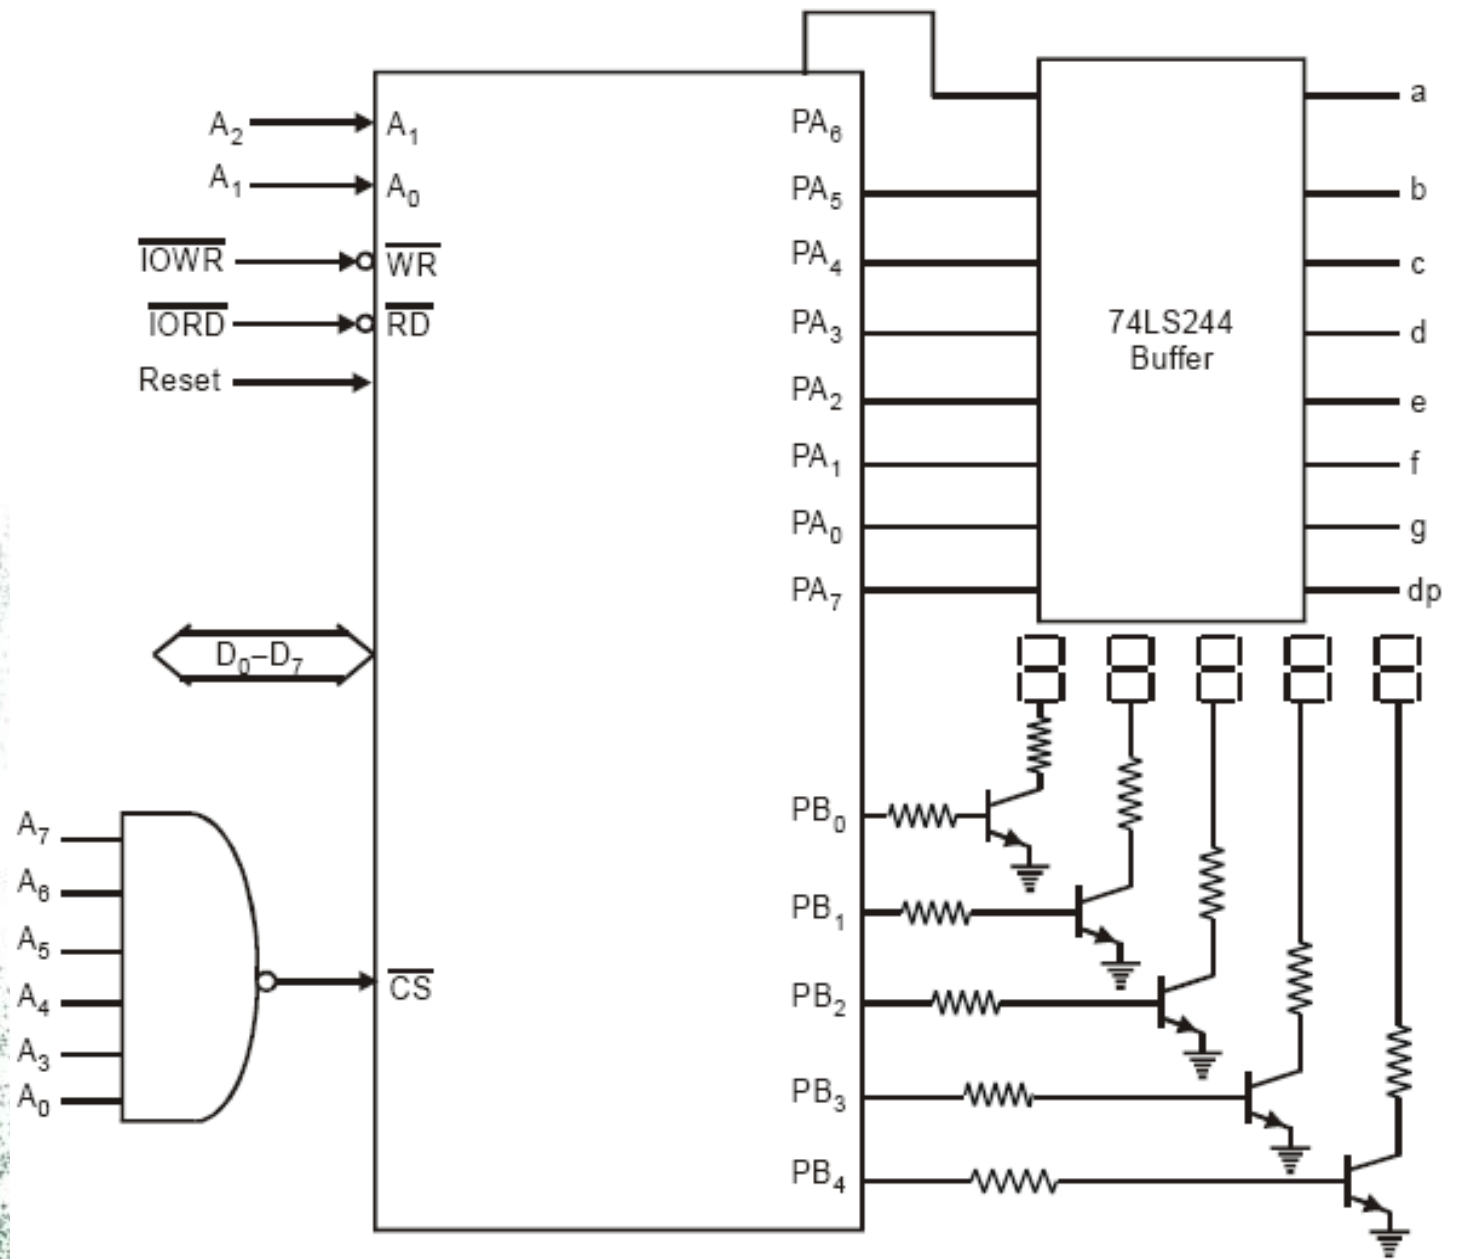 A2
A1
IOWR
IORD
Reset
D0–D7
A7
A6
A5
A4
A3
A0
A1
A0
WR
RD
CS
PA6
PA5
PA4
PA3
PA2
PA1
PA0
PA7
PB0
PB1
PB2
PB3
PB4
74LS244
Buffer
a
b
c
d
e
f
g
dp